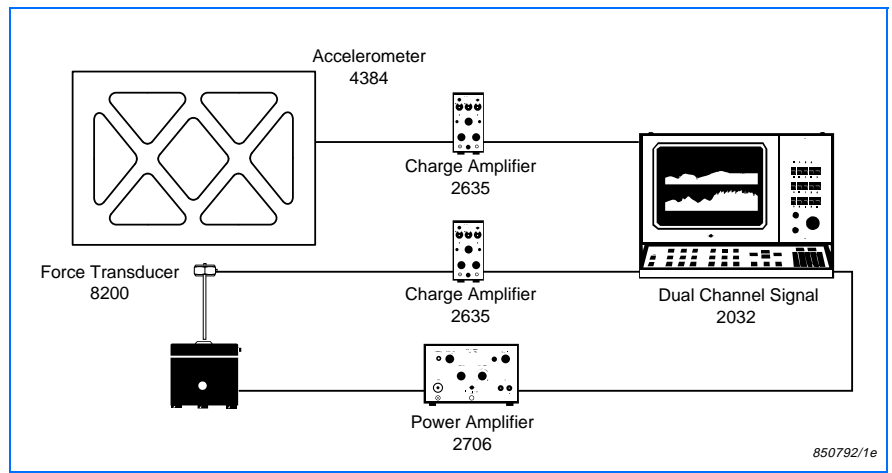 Accelerometer
4384
Charge Amplifier
2635
Force Transducer
8200
Charge Amplifier
2635
Dual Channel Signal
2032
Power Amplifier
2706
850792/1e